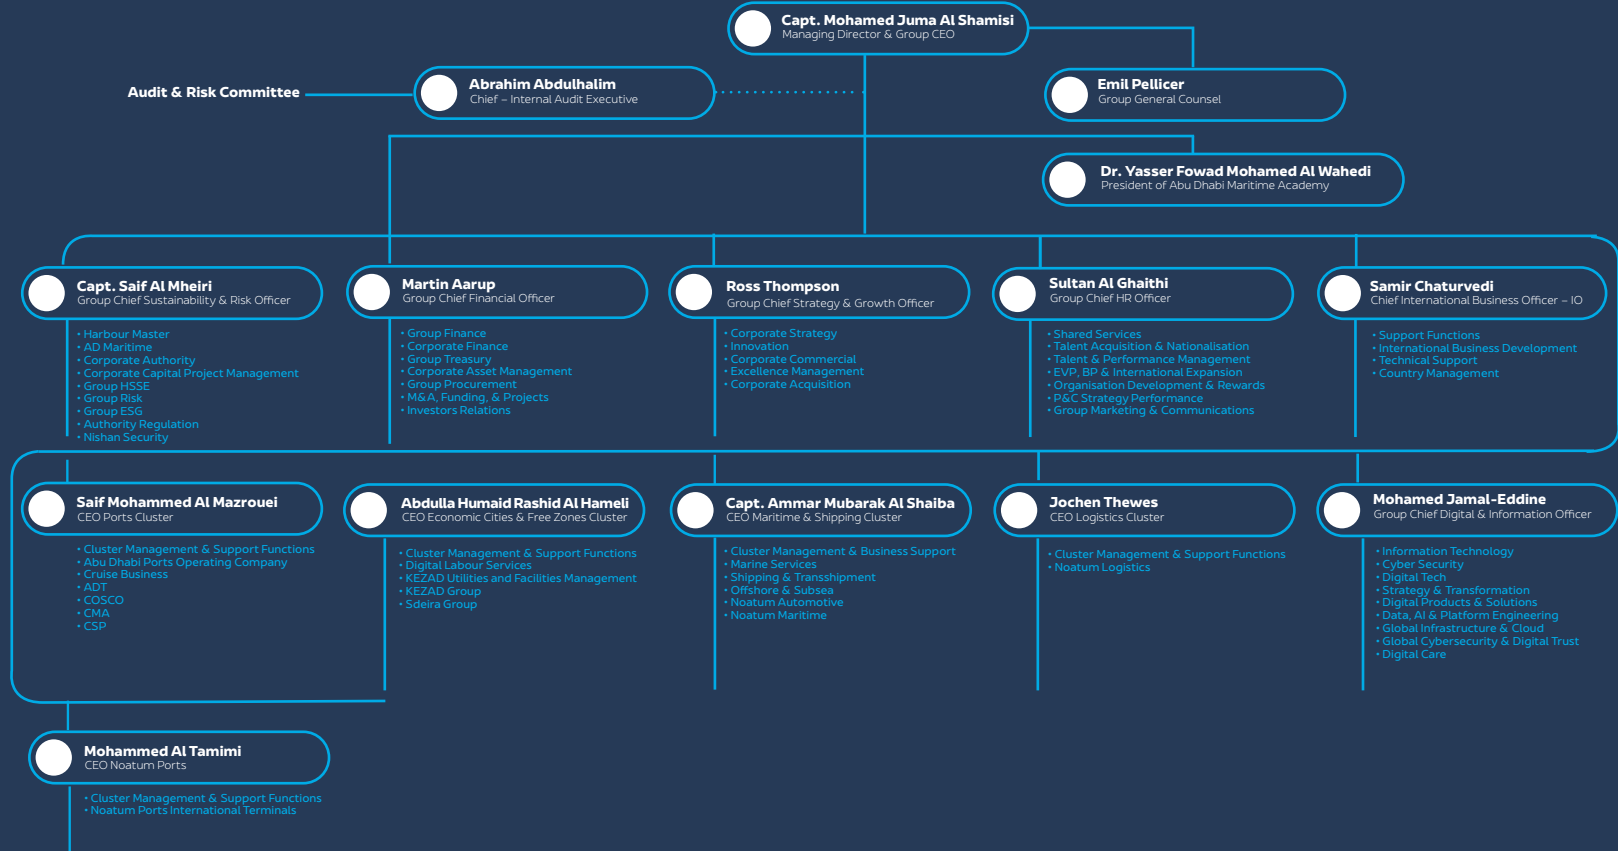 Capt. Mohamed Juma Al Shamisi
Managing Director & Group CEO
Audit & Risk Committee
Abrahim Abdulhalim
Chief – Internal Audit Executive
Emil Pellicer
Group General Counsel
Dr. Yasser Fowad Mohamed Al Wahedi
President of Abu Dhabi Maritime Academy
Capt. Saif Al Mheiri
Group Chief Sustainability & Risk Officer
• Harbour Master
• AD Maritime
• Corporate Authority
• Corporate Capital Project Management
• Group HSSE
• Group Risk
• Group ESG
• Authority Regulation
• Nishan Security
Martin Aarup
Group Chief Financial Officer
• Group Finance
• Corporate Finance
• Group Treasury
• Corporate Asset Management
• Group Procurement
• M&A, Funding, & Projects
• Investors Relations
Ross Thompson
Group Chief Strategy & Growth Officer
• Corporate Strategy
• Innovation
• Corporate Commercial
• Excellence Management
• Corporate Acquisition
Sultan Al Ghaithi
Group Chief HR Officer
• Shared Services
• Talent Acquisition & Nationalisation
• Talent & Performance Management
• EVP, BP & International Expansion
• Organisation Development & Rewards
• P&C Strategy Performance
• Group Marketing & Communications
Samir Chaturvedi
Chief International Business Officer – IO
• Support Functions
• International Business Development
• Technical Support
• Country Management
Saif Mohammed Al Mazrouei
CEO Ports Cluster
• Cluster Management & Support Functions
• Abu Dhabi Ports Operating Company
• Cruise Business
• ADT
• COSCO
• CMA
• CSP
Abdulla Humaid Rashid Al Hameli
CEO Economic Cities & Free Zones Cluster
• Cluster Management & Support Functions
• Digital Labour Services
• KEZAD Utilities and Facilities Management
• KEZAD Group
• Sdeira Group
Capt. Ammar Mubarak Al Shaiba
CEO Maritime & Shipping Cluster
• Cluster Management & Business Support
• Marine Services
• Shipping & Transshipment
• Offshore & Subsea
• Noatum Automotive
• Noatum Maritime
Jochen Thewes
CEO Logistics Cluster
• Cluster Management & Support Functions
• Noatum Logistics
Mohamed Jamal-Eddine
Group Chief Digital & Information Officer
• Information Technology
• Cyber Security
• Digital Tech
• Strategy & Transformation
• Digital Products & Solutions
• Data, AI & Platform Engineering
• Global Infrastructure & Cloud
• Global Cybersecurity & Digital Trust
• Digital Care
Mohammed Al Tamimi
CEO Noatum Ports
• Cluster Management & Support Functions
• Noatum Ports International Terminals